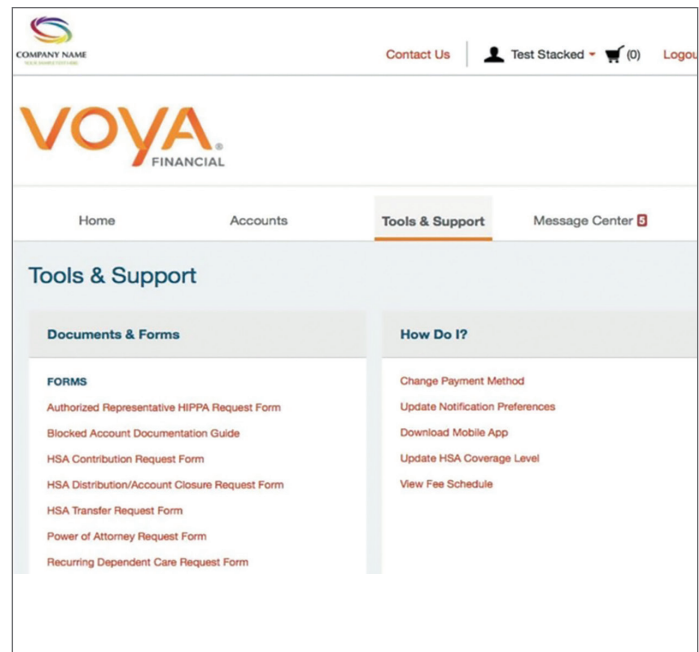 COMPANY NAME
Contact Us
Test Stacked
(0)
Logou
VOYA
FINANCIAL
Home
Accounts
Tools & Support
Message Center 5
Tools & Support
Documents & Forms
FORMS
Authorized Representative HIPPA Request Form
Blocked Account Documentation Guide
HSA Contribution Request Form
HSA Distribution/Account Closure Request Form
HSA Transfer Request Form
Power of Attorney Request Form
Recurring Dependent Care Request Form
How Do I?
Change Payment Method
Update Notification Preferences
Download Mobile App
Update HSA Coverage Level
View Fee Schedule